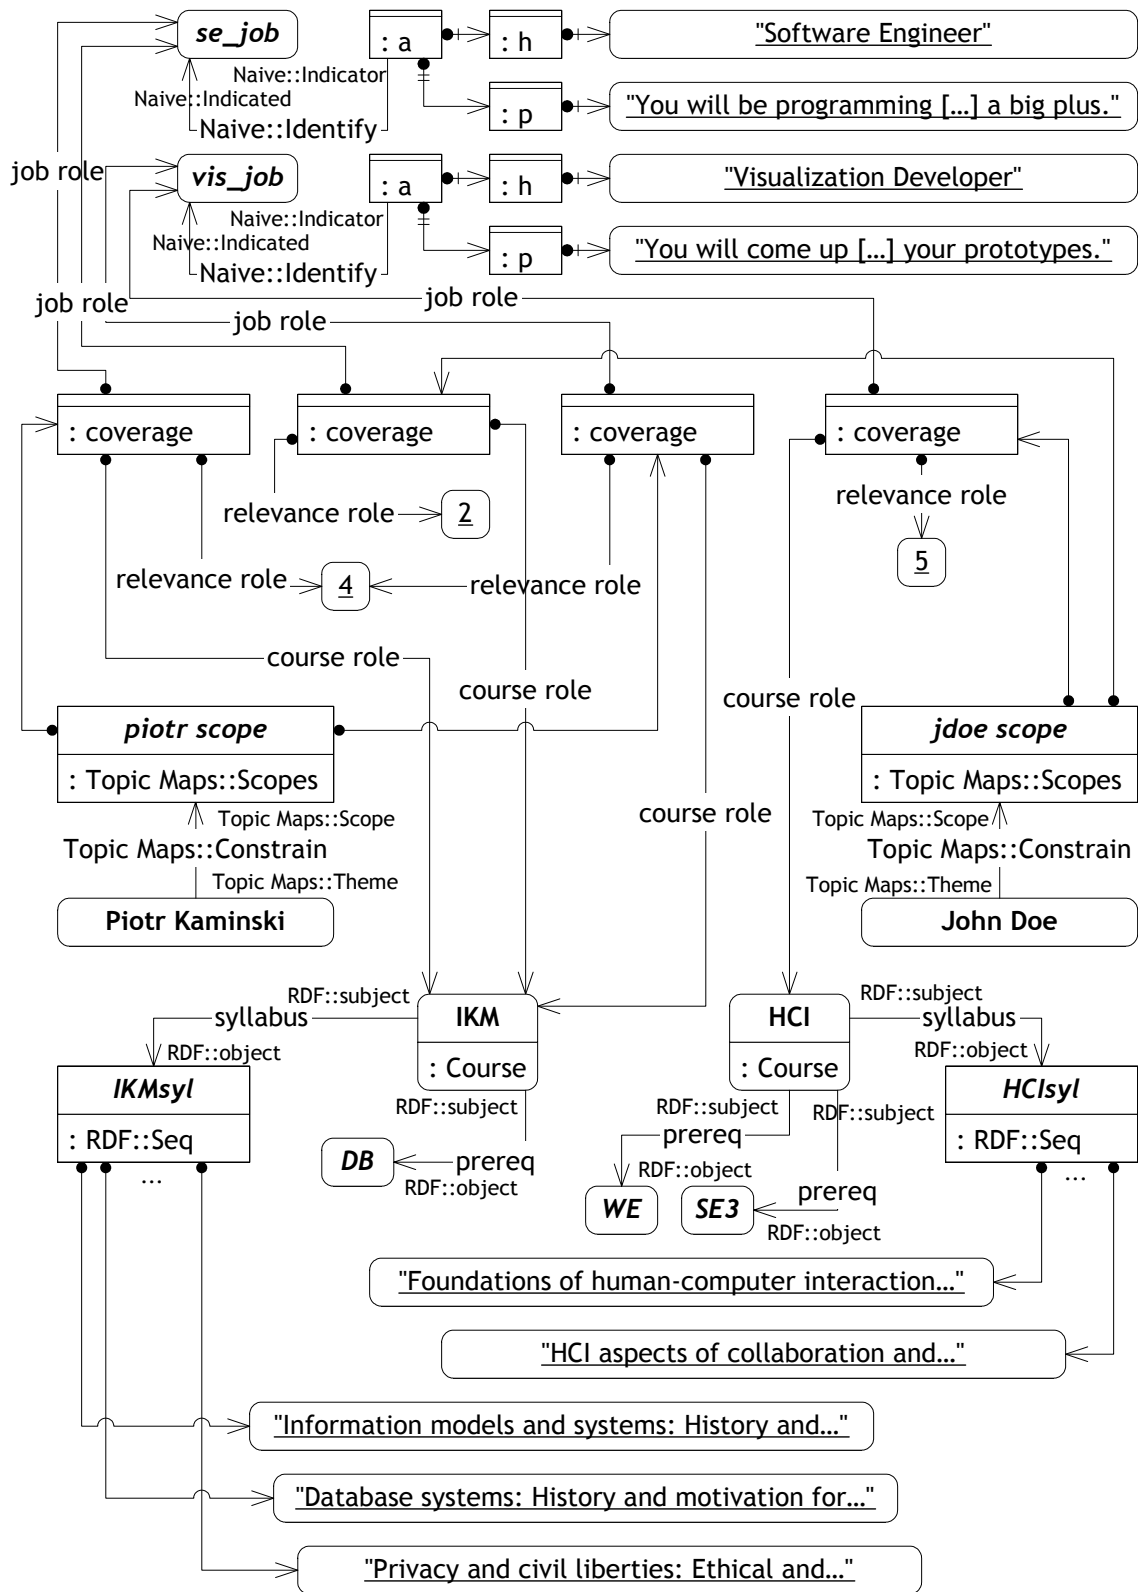 se_job
: a
: h
"Software Engineer"
Naive::Indicator
Naive::Indicated
: p
"You will be programming [...] a big plus."
Naive::Identify
job role
vis_job
: a
: h
"Visualization Developer"
Naive::Indicator
Naive::Indicated
: p
"You will come up [...] your prototypes."
Naive::Identify
job role
job role
job role
: coverage
: coverage
: coverage
: coverage
relevance role
2
relevance role
5
relevance role
4
relevance role
course role
course role
course role
piotr scope
: Topic Maps::Scopes
jdoe scope
: Topic Maps::Scopes
course role
Topic Maps::Scope
Topic Maps::Constrain
Topic Maps::Theme
Topic Maps::Scope
Topic Maps::Constrain
Topic Maps::Theme
Piotr Kaminski
John Doe
RDF::subject
syllabus
RDF::object
IKM
: Course
HCI
: Course
RDF::subject
syllabus
RDF::object
IKMsyl
: RDF::Seq
...
RDF::subject
prereq
RDF::object
DB
RDF::subject
prereq
RDF::object
WE
RDF::subject
prereq
RDF::object
SE3
HCIsyl
: RDF::Seq
...
"Foundations of human-computer interaction..."
"HCI aspects of collaboration and..."
"Information models and systems: History and..."
"Database systems: History and motivation for..."
"Privacy and civil liberties: Ethical and..."